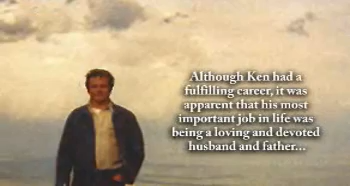 Although Ken had a
fulfilling career, it was
apparent that his most
important job in life was
being a loving and devoted
husband and father...